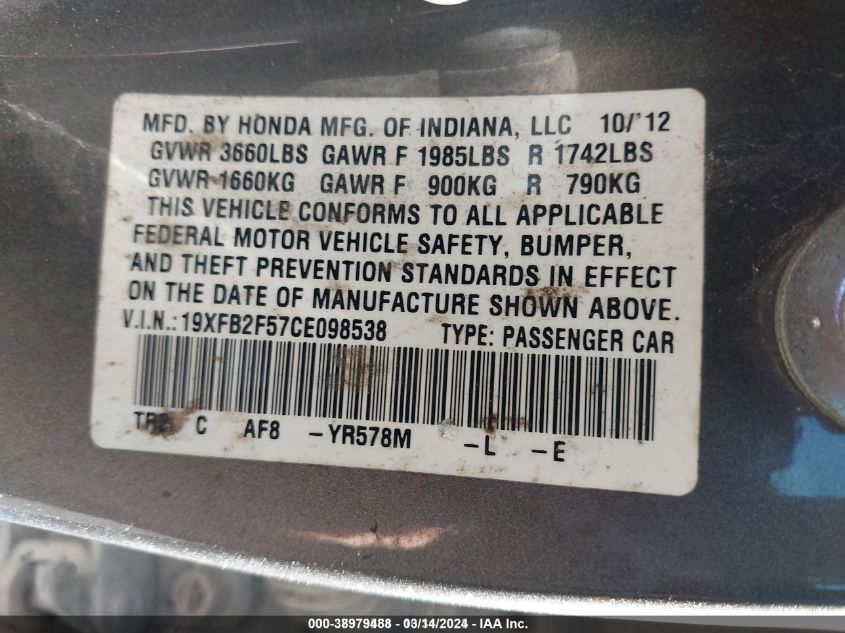 MFD. BY HONDA MFG. OF INDIANA, LLC 10/'12
GVWR 3660LBS GAWR F 1985LBS R 1742LBS
GVWR 1660KG GAWR F 900KG R 790KG
THIS VEHICLE CONFORMS TO ALL APPLICABLE
FEDERAL MOTOR VEHICLE SAFETY, BUMPER,
AND THEFT PREVENTION STANDARDS IN EFFECT
ON THE DATE OF MANUFACTURE SHOWN ABOVE.
V.I.N.:19XFB2F57CE098538 TYPE: PASSENGER CAR
C AF8 -YR578M -L -E
000-38979488 - 03/14/2024 - IAAI.com, Inc.